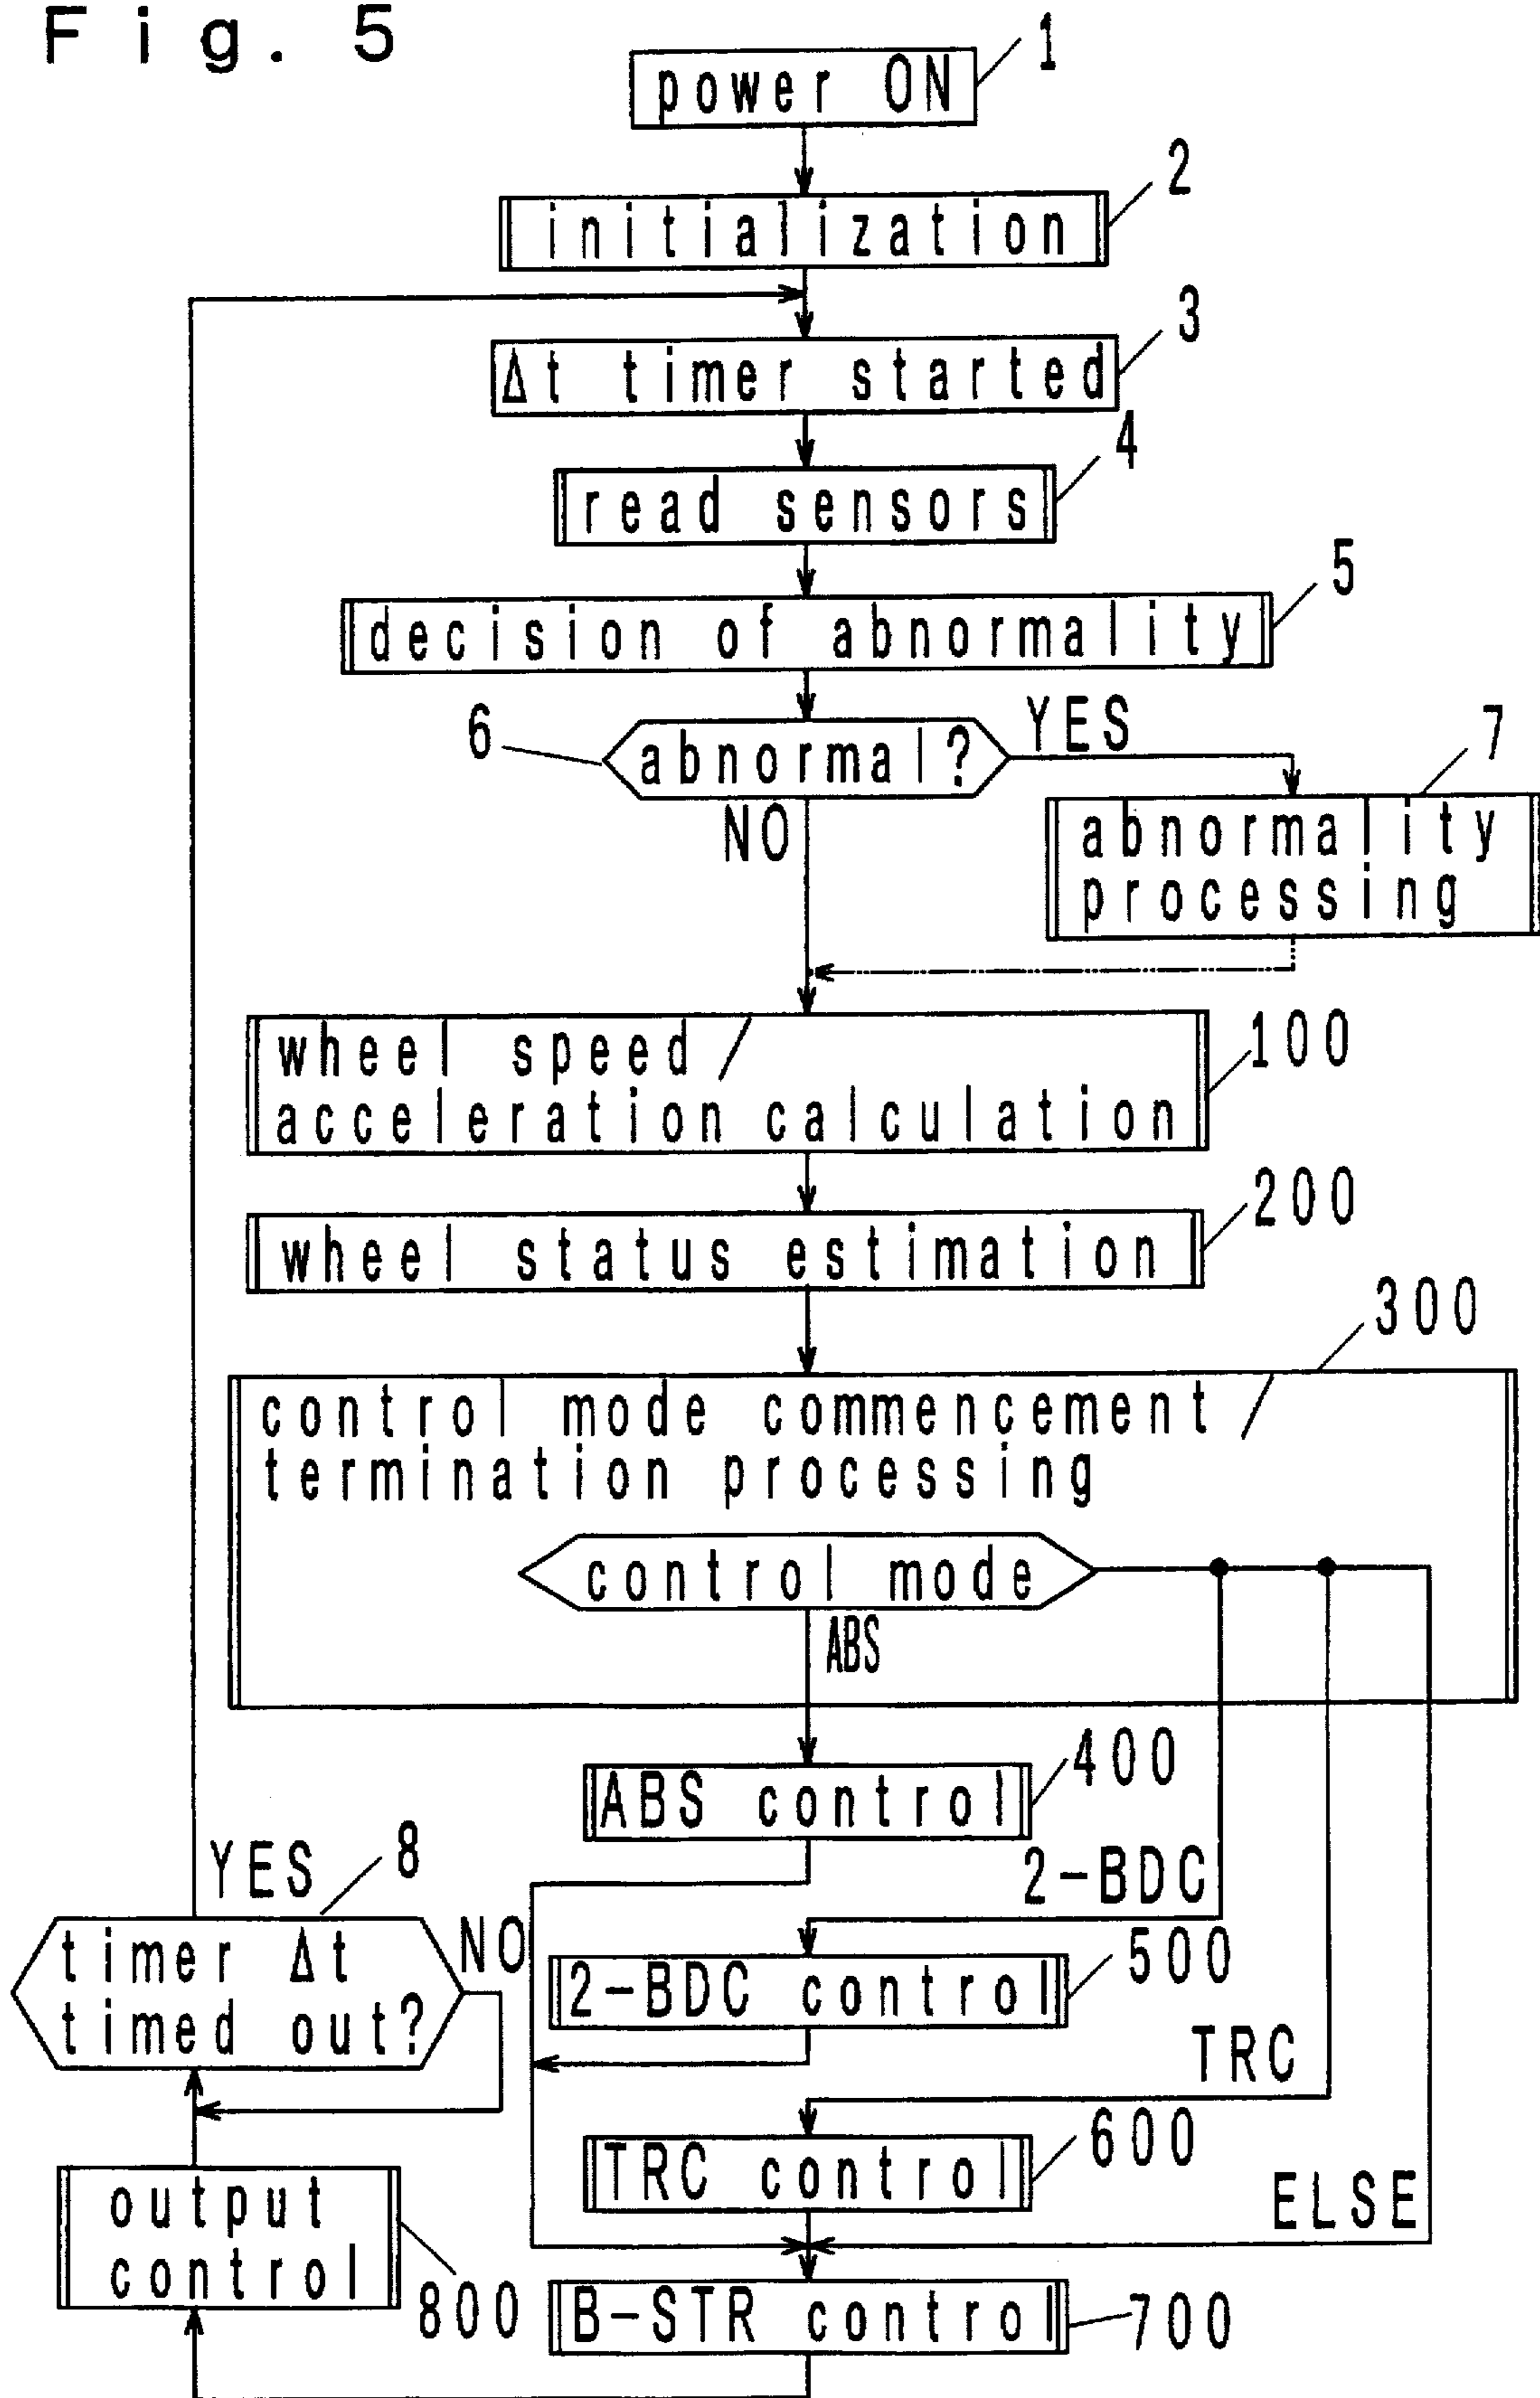 Fig. 5
power ON
1
initialization
2
Δt timer started
3
read sensors
4
decision of abnormality
5
abnormal?
6
YES
NO
abnormality
processing
7
wheel speed/
acceleration calculation
100
wheel status estimation
200
control mode commencement/
termination processing
300
control mode
ABS
ABS control
400
2-BDC
2-BDC control
500
TRC
TRC control
600
ELSE
B-STR control
700
output
control
800
timer Δt
timed out?
8
YES
NO